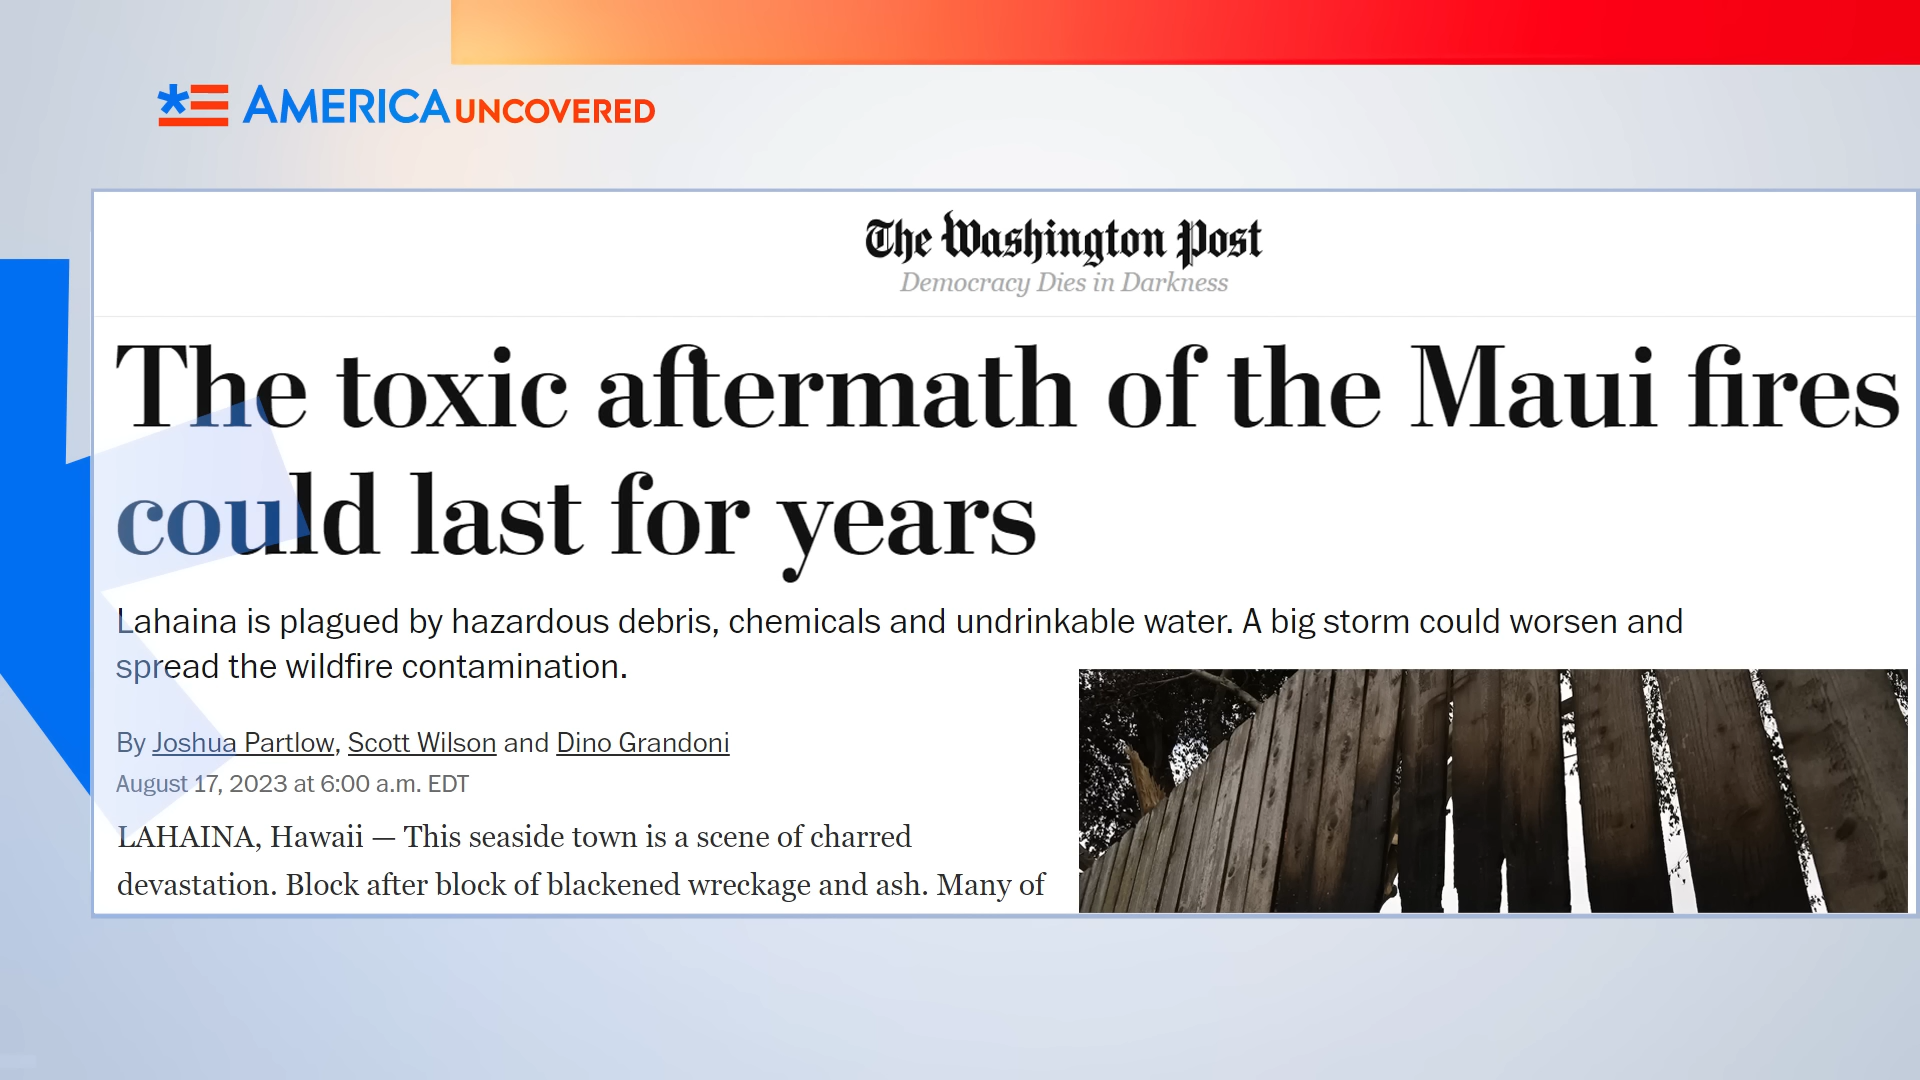 AMERICA UNCOVERED
The Washington Post
Democracy Dies in Darkness
The toxic aftermath of the Maui fires
could last for years
Lahaina is plagued by hazardous debris, chemicals and undrinkable water. A big storm could worsen and
spread the wildfire contamination.
By Joshua Partlow, Scott Wilson and Dino Grandoni
August 17, 2023 at 6:00 a.m. EDT
LAHAINA, Hawaii — This seaside town is a scene of charred
devastation. Block after block of blackened wreckage and ash. Many of